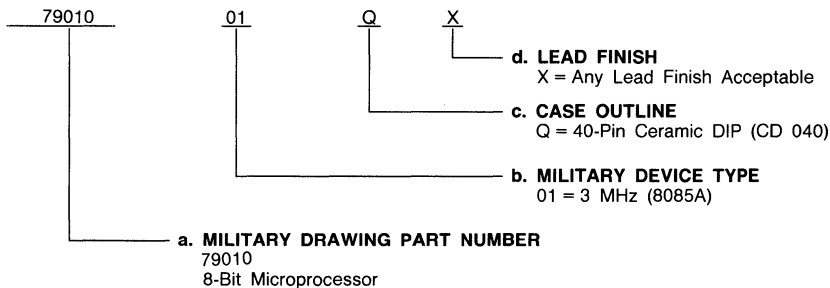 79010 01 Q X
d. LEAD FINISH
X = Any Lead Finish Acceptable
c. CASE OUTLINE
Q = 40-Pin Ceramic DIP (CD 040)
b. MILITARY DEVICE TYPE
01 = 3 MHz (8085A)
a. MILITARY DRAWING PART NUMBER
79010
8-Bit Microprocessor